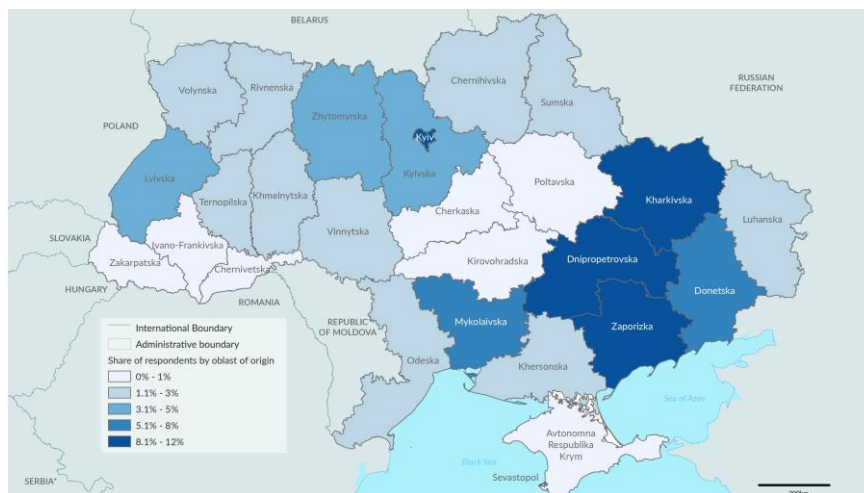 BELARUS
RUSSIAN
FEDERATION
POLAND
SLOVAKIA
HUNGARY
ROMANIA
REPUBLIC
OF MOLDOVA
SERBIA*
Volynska
Rivnenska
Zhytomyrska
Kyiv
Kyivska
Chernihivska
Sumska
Lvivska
Ternopilska
Khmelnytska
Vinnytska
Cherkaska
Poltavska
Kharkivska
Luhanska
Ivano-Frankivska
Zakarpatska
Chernivetska
Kirovohradska
Dnipropetrovska
Donetska
Mykolaivska
Zaporizka
Odeska
Khersonska
Avtonomna
Respublika
Krym
Sevastopol
Sea of Azov
Black Sea
International Boundary
Administrative boundary
Share of respondents by oblast of origin
0% - 1%
1.1% - 3%
3.1% - 5%
5.1% - 8%
8.1% - 12%